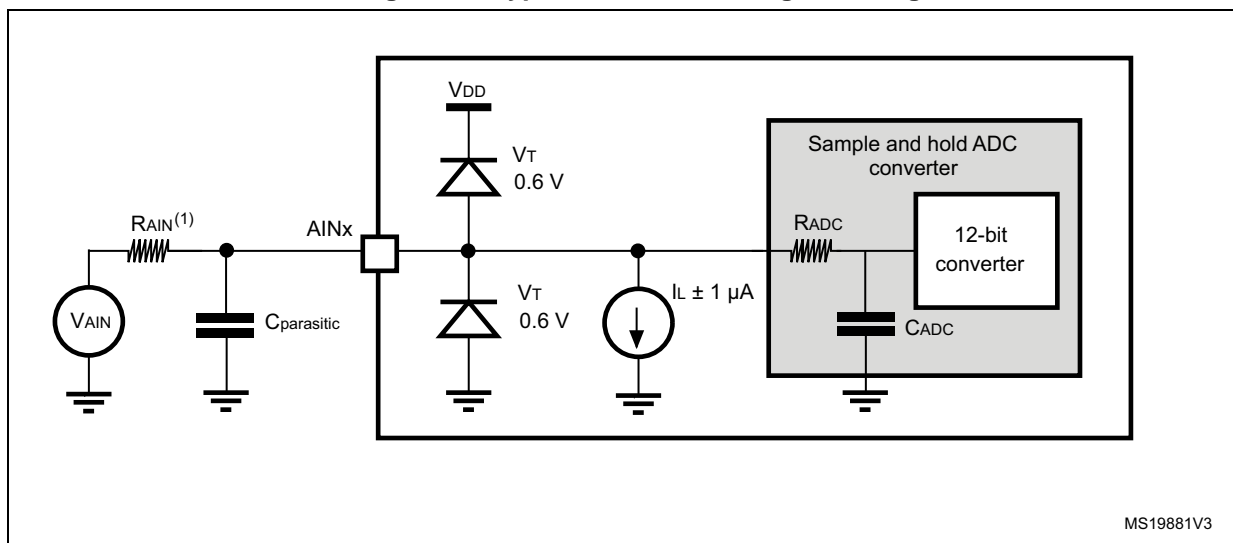 VDD
Sample and hold ADC
converter
VT
0.6 V
RAIN(1)
AINx
RADC
12-bit
converter
VT
0.6 V
IL ± 1 µA
VAIN
Cparasitic
CADC
MS19881V3